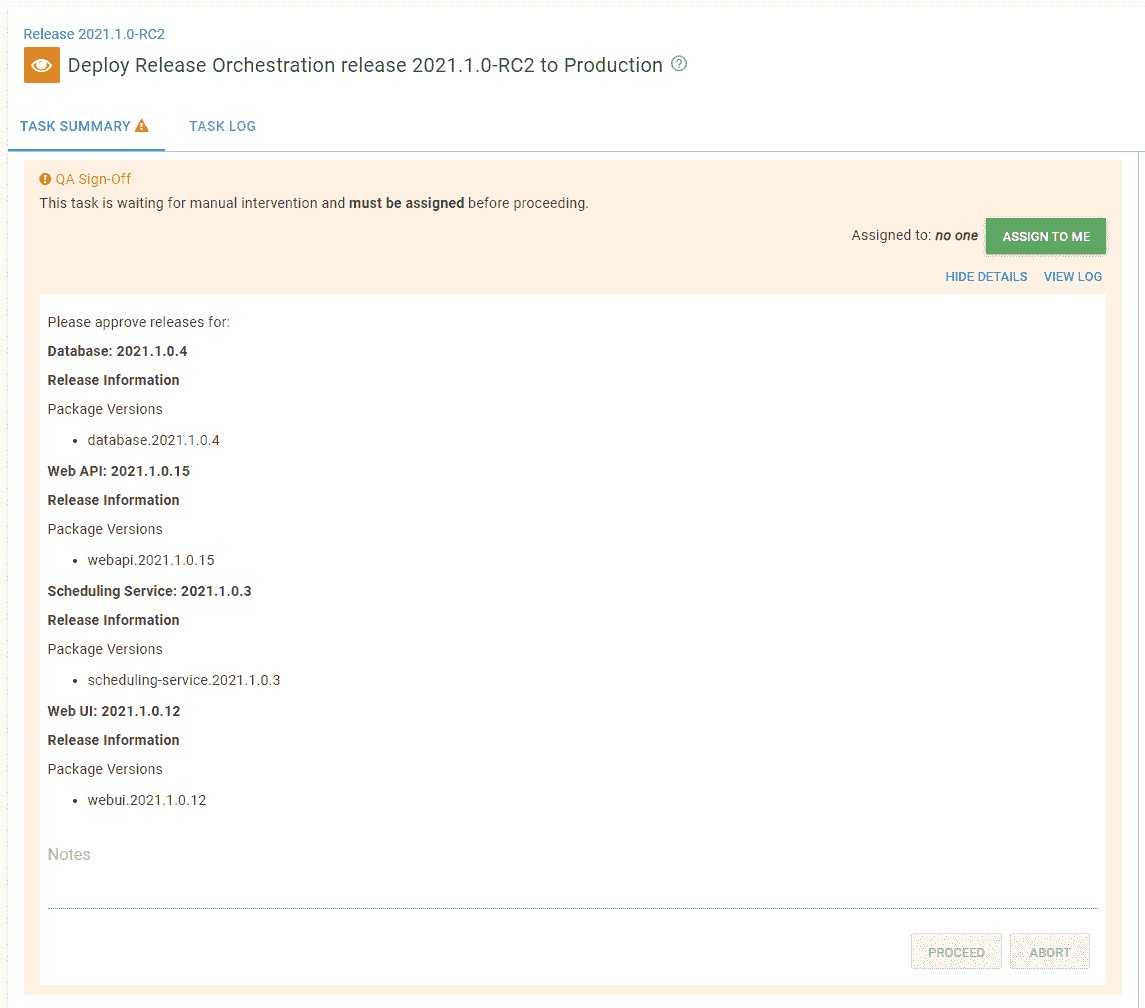 Release 2021.1.0-RC2
Deploy Release Orchestration release 2021.1.0-RC2 to Production
TASK SUMMARY
TASK LOG
QA Sign-Off
This task is waiting for manual intervention and must be assigned before proceeding.
Assigned to: no one
ASSIGN TO ME
HIDE DETAILS
VIEW LOG
Please approve releases for:
Database: 2021.1.0.4
Release Information
Package Versions
• database.2021.1.0.4
Web API: 2021.1.0.15
Release Information
Package Versions
• webapi.2021.1.0.15
Scheduling Service: 2021.1.0.3
Release Information
Package Versions
• scheduling-service.2021.1.0.3
Web UI: 2021.1.0.12
Release Information
Package Versions
• webui.2021.1.0.12
Notes
PROCEED
ABORT